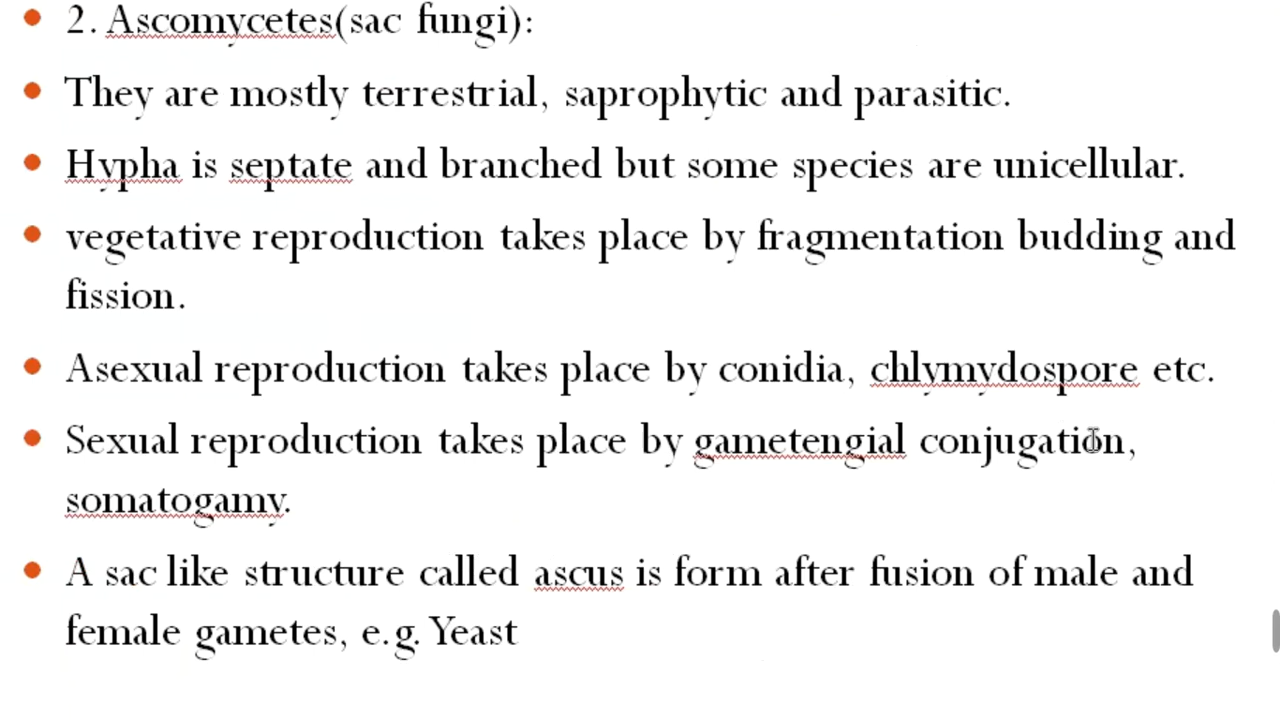 2. Ascomycetes(sac fungi):
They are mostly terrestrial, saprophytic and parasitic.
Hypha is septate and branched but some species are unicellular.
vegetative reproduction takes place by fragmentation budding and
fission.
Asexual reproduction takes place by conidia, chlymydospore etc.
Sexual reproduction takes place by gametengial conjugation,
somatogamy.
A sac like structure called ascus is form after fusion of male and
female gametes, e.g. Yeast